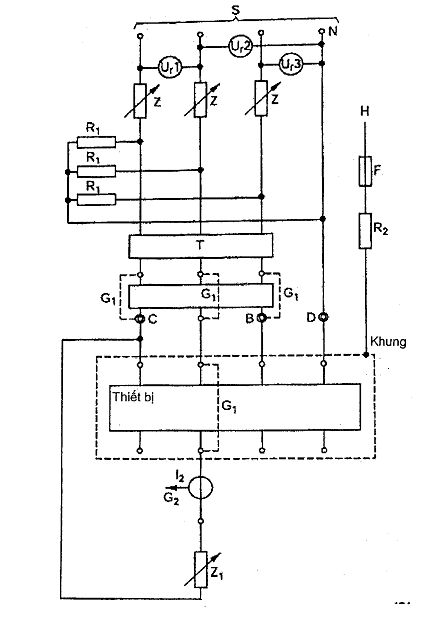 S
N
Ur2
Ur1
Ur3
Z
Z
Z
R1
R1
R1
H
F
R2
T
G1
G1
G1
C
B
D
Khung
Thiết bị
G1
I2
G2
Z1